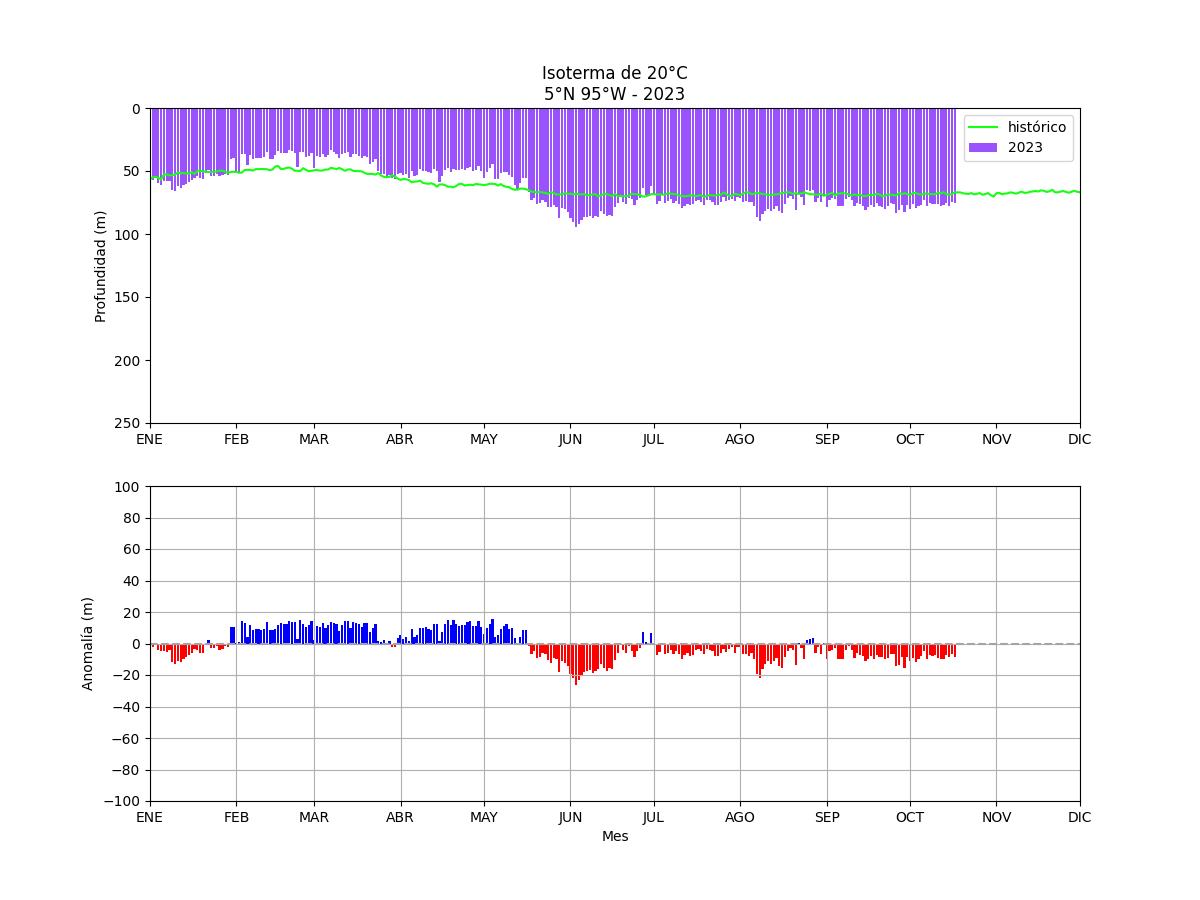 Isoterma de 20°C
5°N 95°W - 2023
0
50
100
150
200
250
Profundidad (m)
histórico
2023
ENE FEB MAR ABR MAY JUN JUL AGO SEP OCT NOV DIC
100
80
60
40
20
0
−20
−40
−60
−80
−100
Anomalía (m)
ENE FEB MAR ABR MAY JUN JUL AGO SEP OCT NOV DIC
Mes